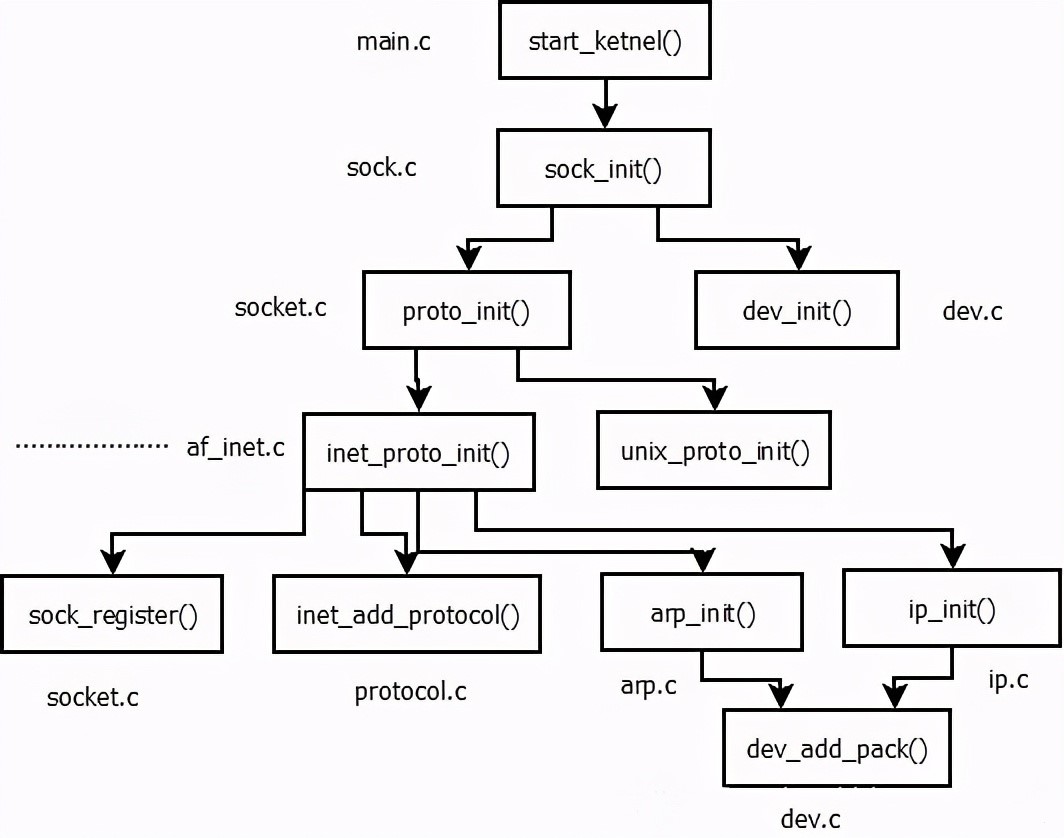 main.c
start_ketnel()
sock.c
sock_init()
socket.c
proto_init()
dev_init()
dev.c
af_inet.c
inet_proto_init()
unix_proto_init()
sock_register()
inet_add_protocol()
arp_init()
ip_init()
socket.c
protocol.c
arp.c
ip.c
dev_add_pack()
dev.c